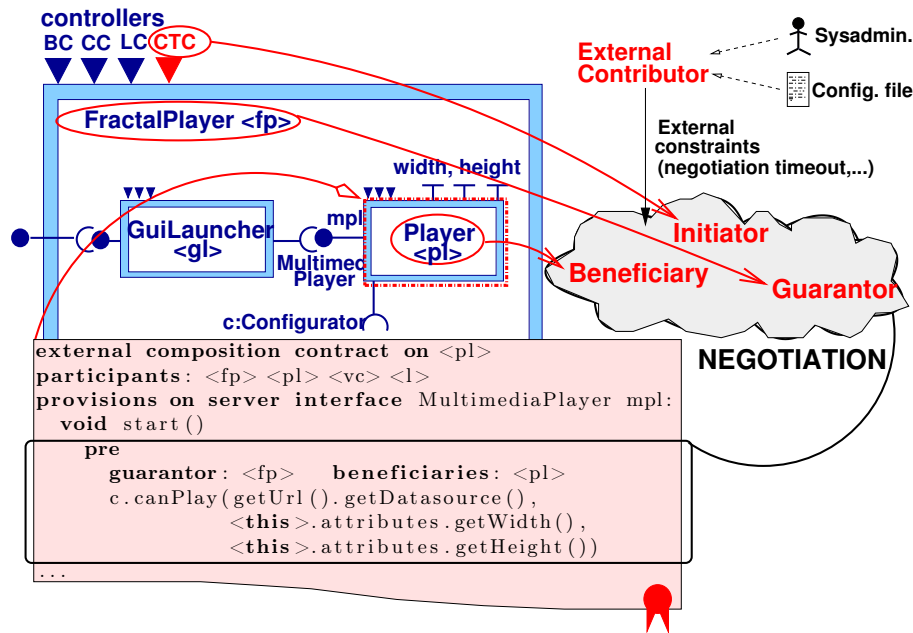 controllers
BC CC LC CTC
External
Contributor
Sysadmin.
Config. file
External
constraints
(negotiation timeout,...)
FractalPlayer <fp>
width, height
mpl
GuiLauncher
<gl>
Player
<pl>
Multimed
Player
c:Configurator
Initiator
Beneficiary
Guarantor
NEGOTIATION
external composition contract on <pl>
participants: <fp> <pl> <vc> <l>
provisions on server interface MultimediaPlayer mpl:
void start()
pre
guarantor: <fp> beneficiaries: <pl>
c.canPlay(getUrl().getDatasource(),
<this>.attributes.getWidth(),
<this>.attributes.getHeight())
...